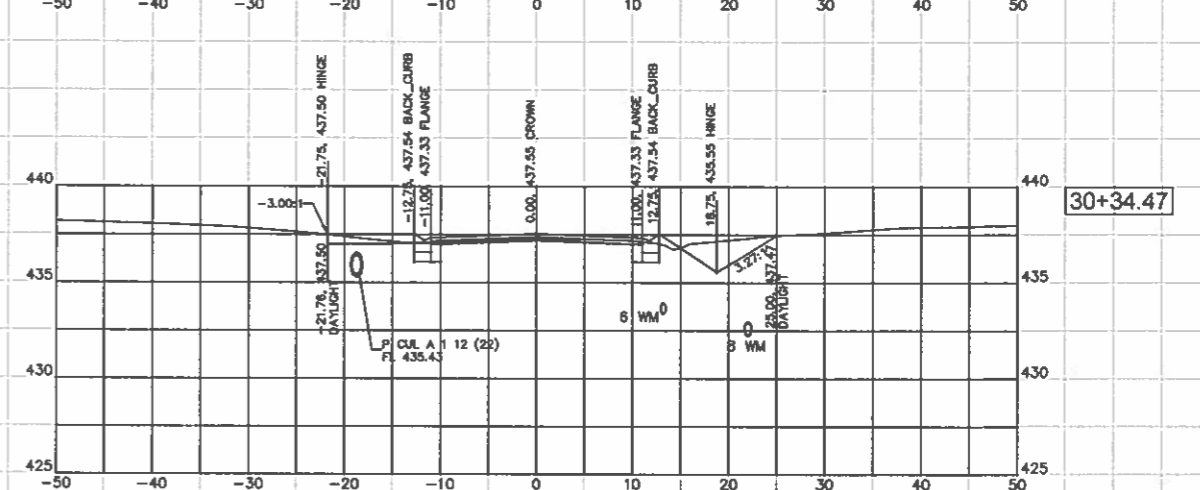 -50 -40 -30 -20 -10 0 10 20 30 40 50
-21.75, 437.50 HINGE
-12.75, 437.54 BACK_CURB
-11.00, 437.33 FLANGE
0.00, 437.55 CROWN
11.00, 437.33 FLANGE
12.75, 437.54 BACK_CURB
18.75, 435.55 HINGE
440 440
30+34.47
-3.00:1
3.27:1
435 435
-21.76, 437.50
DAYLIGHT
25.00, 437.47
DAYLIGHT
6 WM
8 WM
P CUL A 1 12 (22)
FL 435.43
430 430
425 425
-50 -40 -30 -20 -10 0 10 20 30 40 50